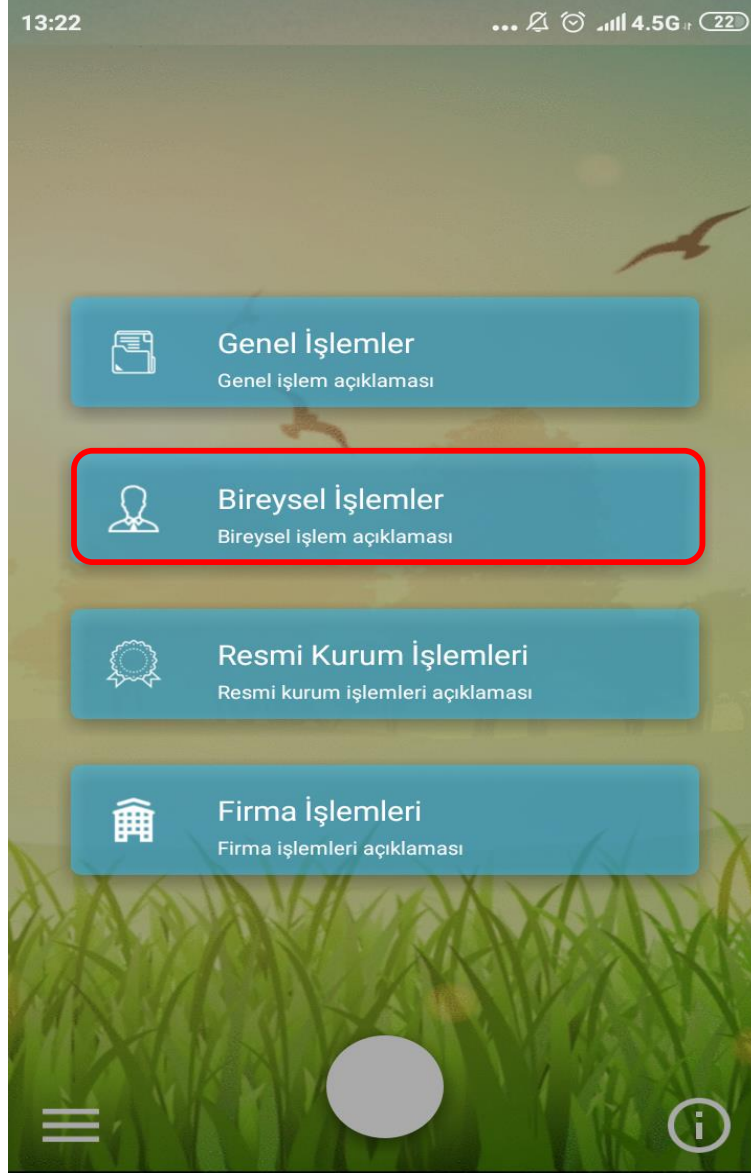 13:22
... 4.5G 22
Genel İşlemler
Genel işlem açıklaması
Bireysel İşlemler
Bireysel işlem açıklaması
Resmi Kurum İşlemleri
Resmi kurum işlemleri açıklaması
Firma İşlemleri
Firma işlemleri açıklaması